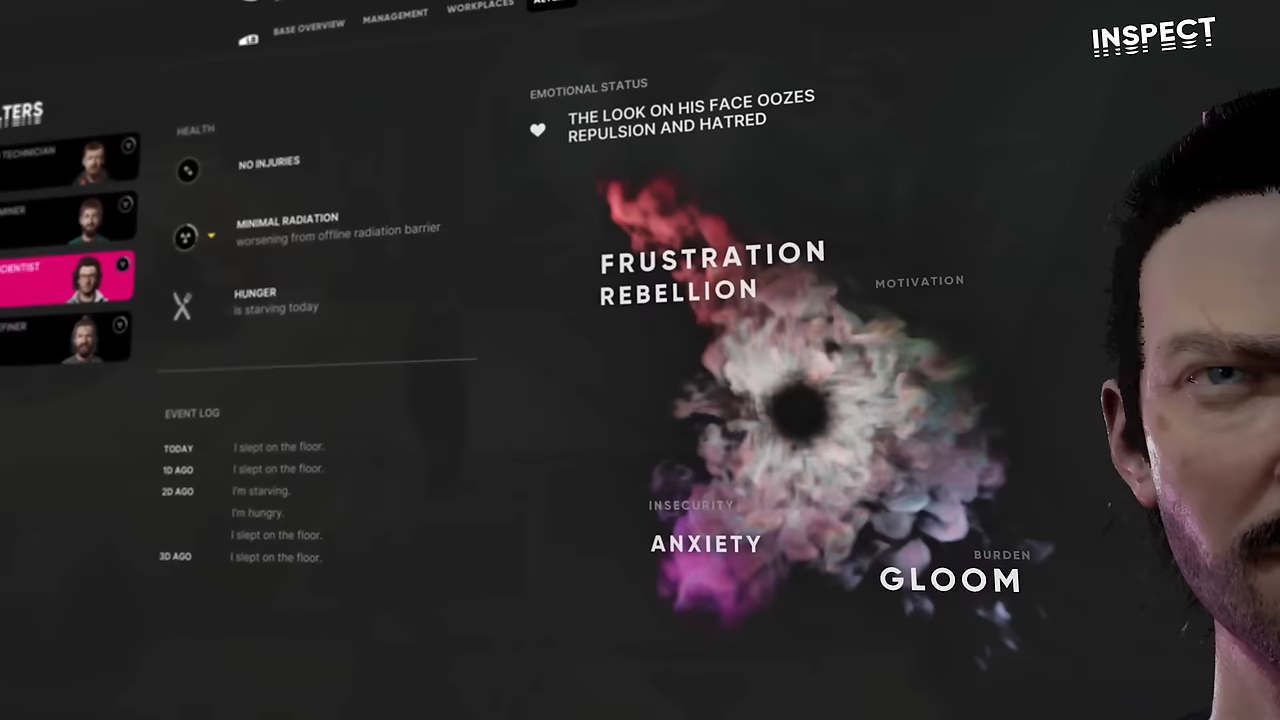 BASE OVERVIEW
MANAGEMENT
WORKPLACES
INSPECT
LTERS
TECHNICIAN
MINER
CIENTIST
FINER
HEALTH
NO INJURIES
MINIMAL RADIATION
worsening from offline radiation barrier
HUNGER
is starving today
EVENT LOG
TODAY I slept on the floor.
1D AGO I slept on the floor.
2D AGO I'm starving.
I'm hungry.
I slept on the floor.
3D AGO I slept on the floor.
EMOTIONAL STATUS
THE LOOK ON HIS FACE OOZES
REPULSION AND HATRED
FRUSTRATION
REBELLION
MOTIVATION
INSECURITY
ANXIETY
BURDEN
GLOOM